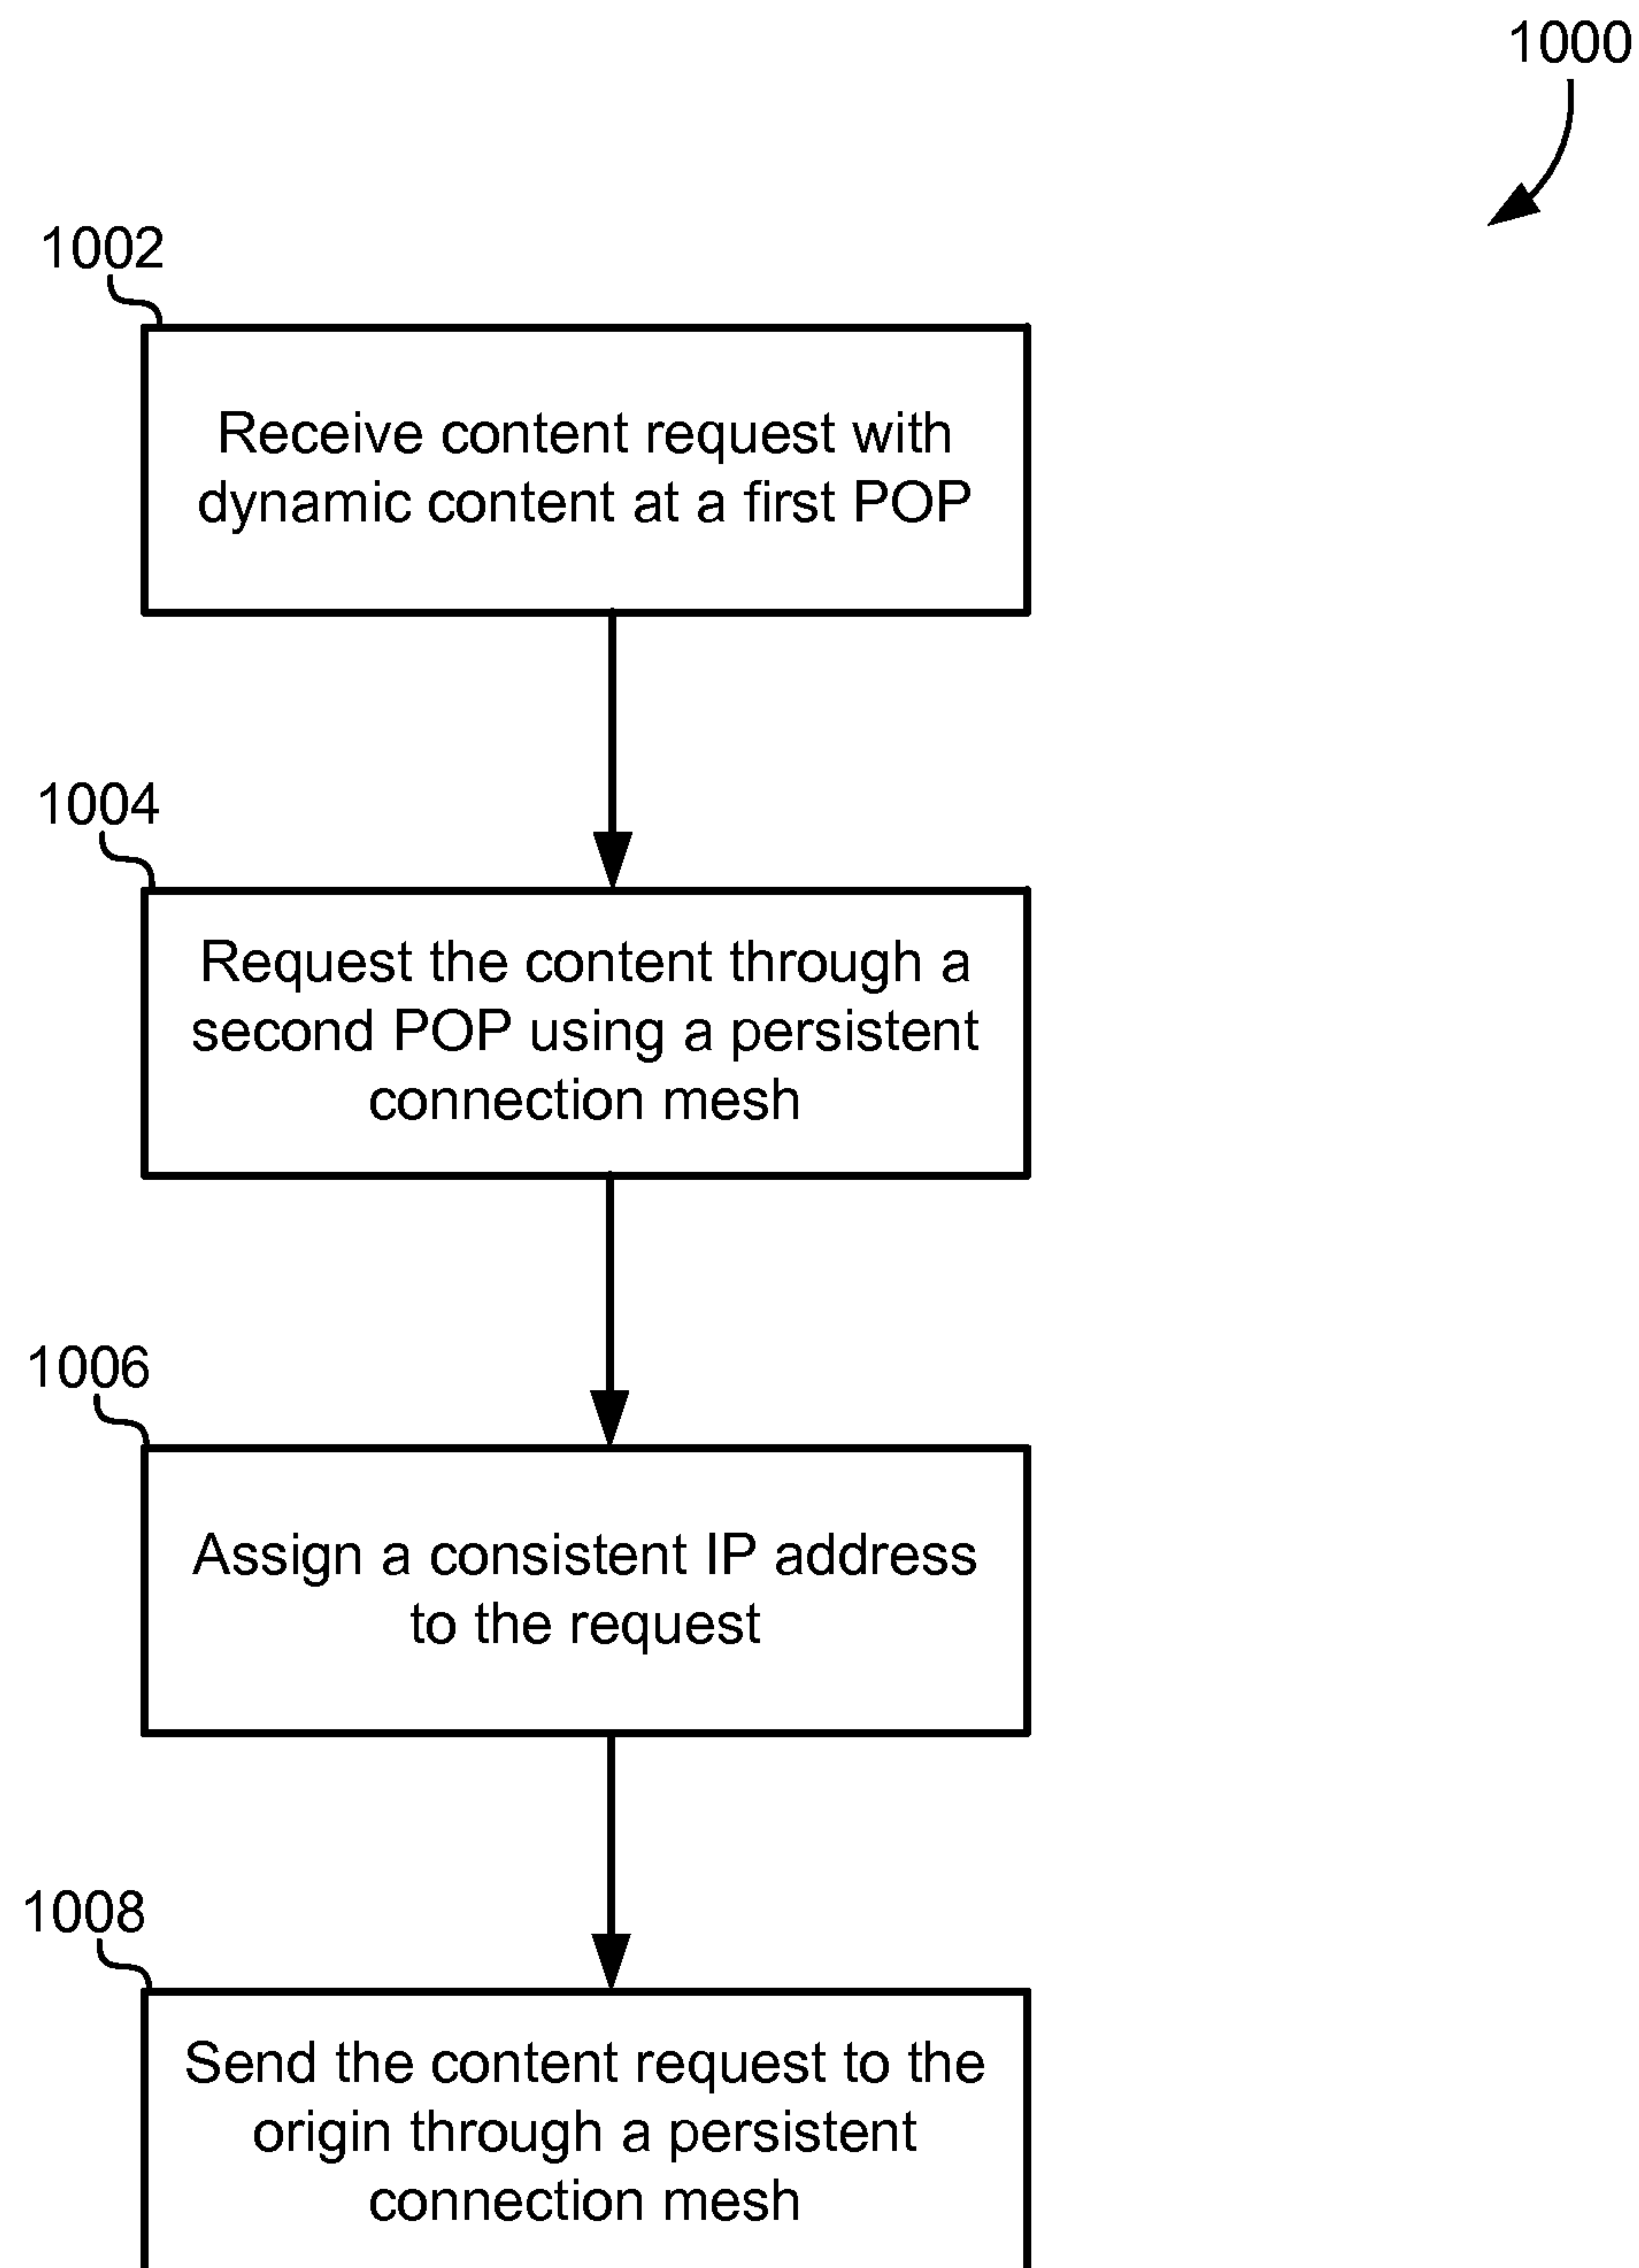 1000
1002
Receive content request with
dynamic content at a first POP
1004
Request the content through a
second POP using a persistent
connection mesh
1006
Assign a consistent IP address
to the request
1008
Send the content request to the
origin through a persistent
connection mesh